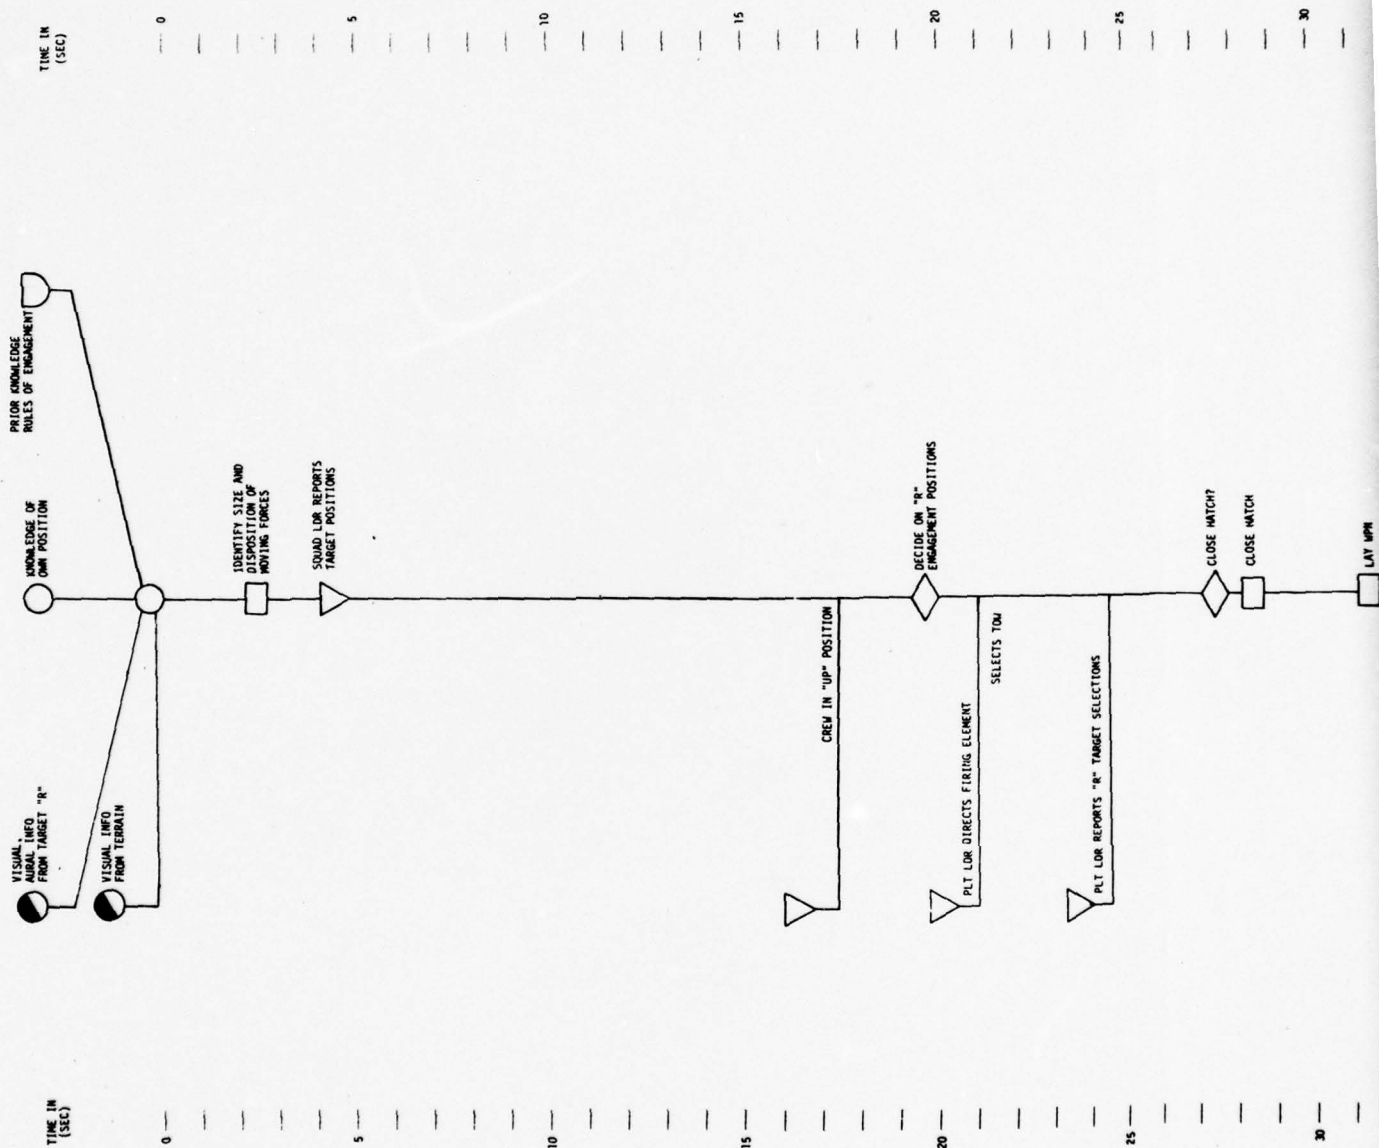 TIME IN
(SEC)
0
5
10
15
20
25
30
PRIOR KNOWLEDGE
RULES OF ENGAGEMENT
KNOWLEDGE OF
OWN POSITION
IDENTIFY SIZE AND
DISPOSITION OF
MOVING FORCES
SQUAD LDR REPORTS
TARGET POSITIONS
DECIDE ON "R"
ENGAGEMENT POSITIONS
CLOSE HATCH?
CLOSE HATCH
LAY WPN
VISUAL,
AURAL INFO
FROM TARGET "R"
VISUAL INFO
FROM TERRAIN
CREW IN "UP" POSITION
PLT LDR DIRECTS FIRING ELEMENT
SELECTS TOW
PLT LDR REPORTS "R" TARGET SELECTIONS
TIME IN
(SEC)
0
5
10
15
20
25
30